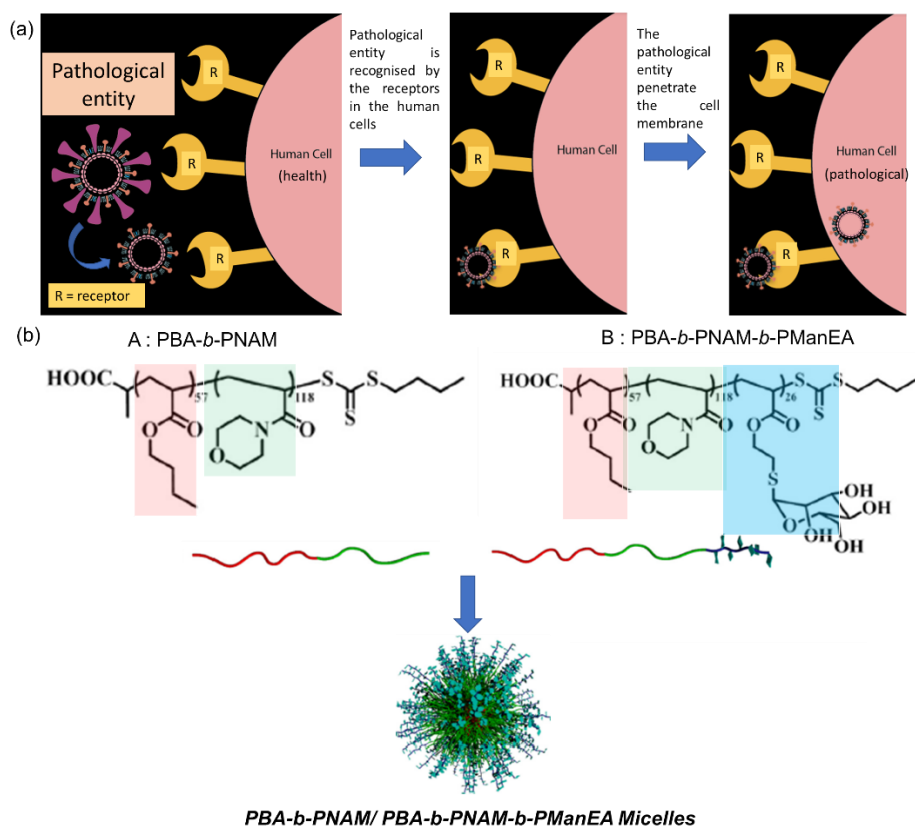 (a)
Pathological
entity
R
R
R
R = receptor
Human Cell
(health)
Pathological
entity is
recognised by
the receptors
in the human
cells
R
R
R
Human Cell
The
pathological
entity
penetrate
the cell
membrane
R
R
R
Human Cell
(pathological)
(b)
A : PBA-b-PNAM
HOOC
57
118
S
S
S
O
O
N
O
O
B : PBA-b-PNAM-b-PManEA
HOOC
57
118
26
S
S
S
O
O
N
O
O
O
O
S
O
OH
HO
OH
OH
PBA-b-PNAM/ PBA-b-PNAM-b-PManEA Micelles